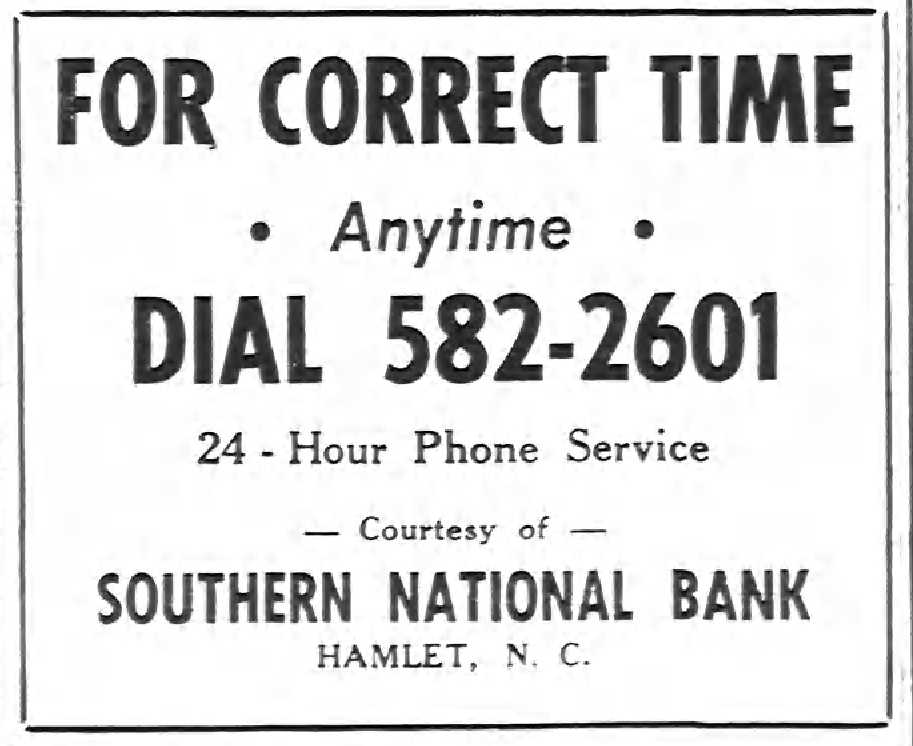 FOR CORRECT TIME
• Anytime •
DIAL 582-2601
24 - Hour Phone Service
— Courtesy of —
SOUTHERN NATIONAL BANK
HAMLET, N. C.